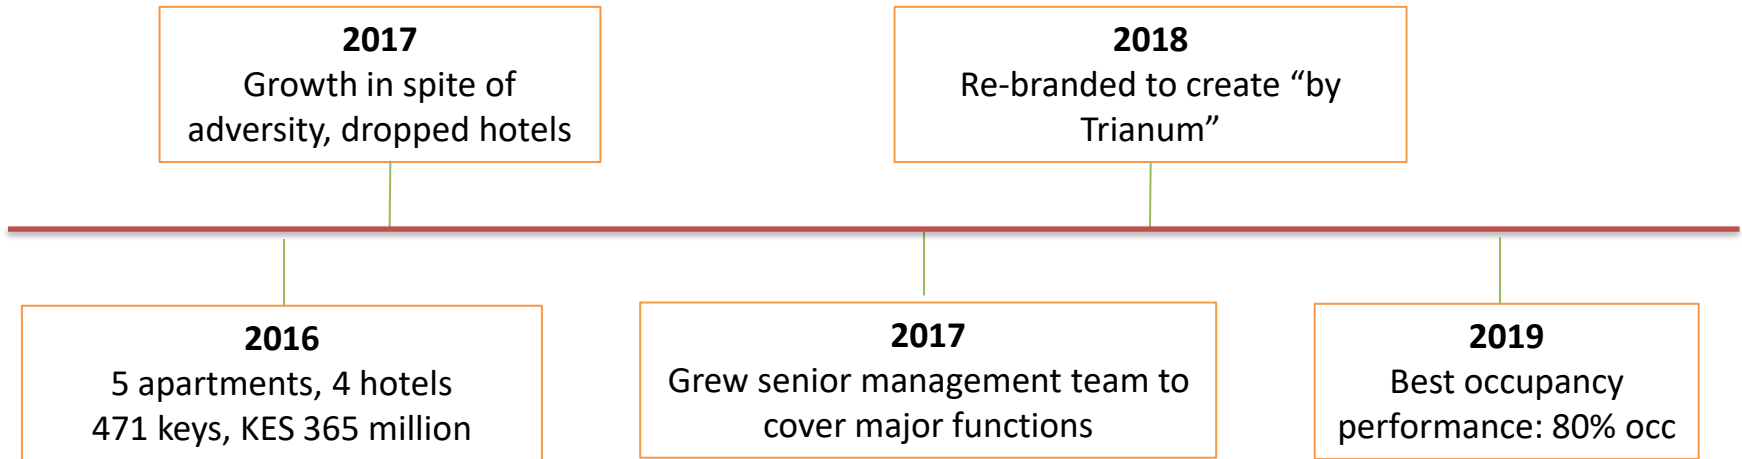 2017
Growth in spite of
adversity, dropped hotels
2018
Re-branded to create “by
Trianum”
2016
5 apartments, 4 hotels
471 keys, KES 365 million
2017
Grew senior management team to
cover major functions
2019
Best occupancy
performance: 80% occ